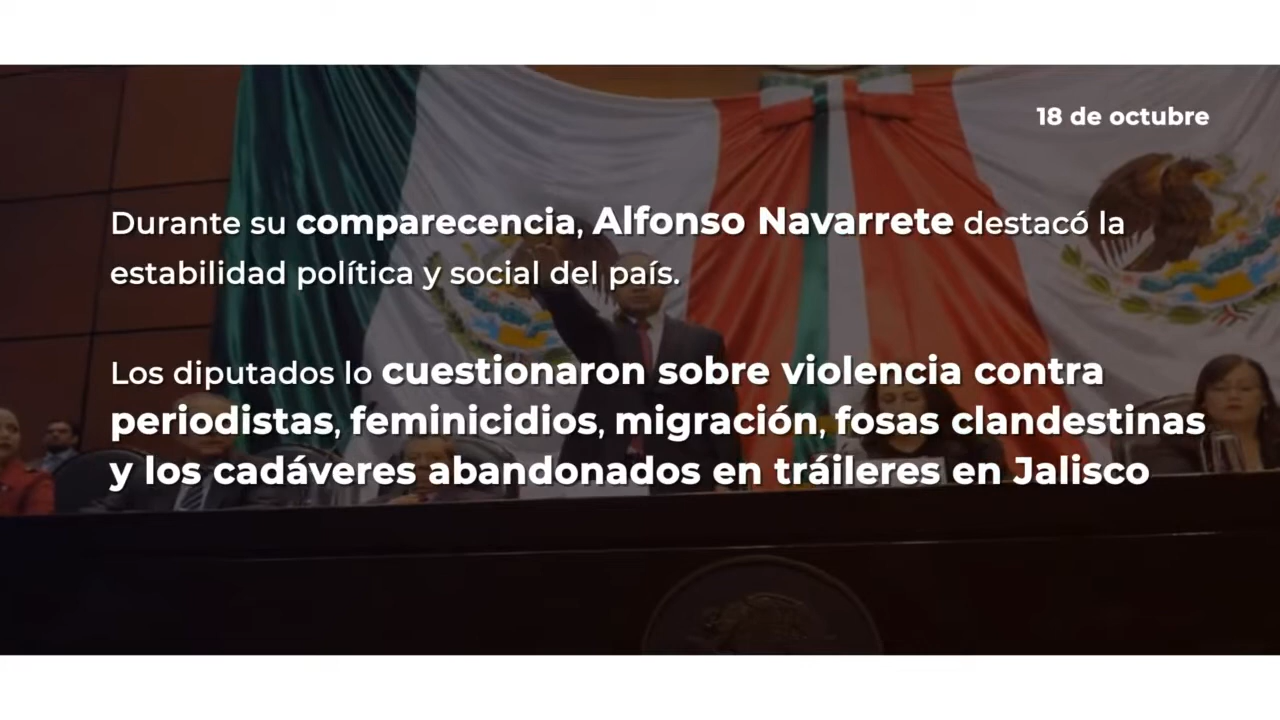 18 de octubre
Durante su comparecencia, Alfonso Navarrete destacó la
estabilidad política y social del país.
Los diputados lo cuestionaron sobre violencia contra
periodistas, feminicidios, migración, fosas clandestinas
y los cadáveres abandonados en tráileres en Jalisco